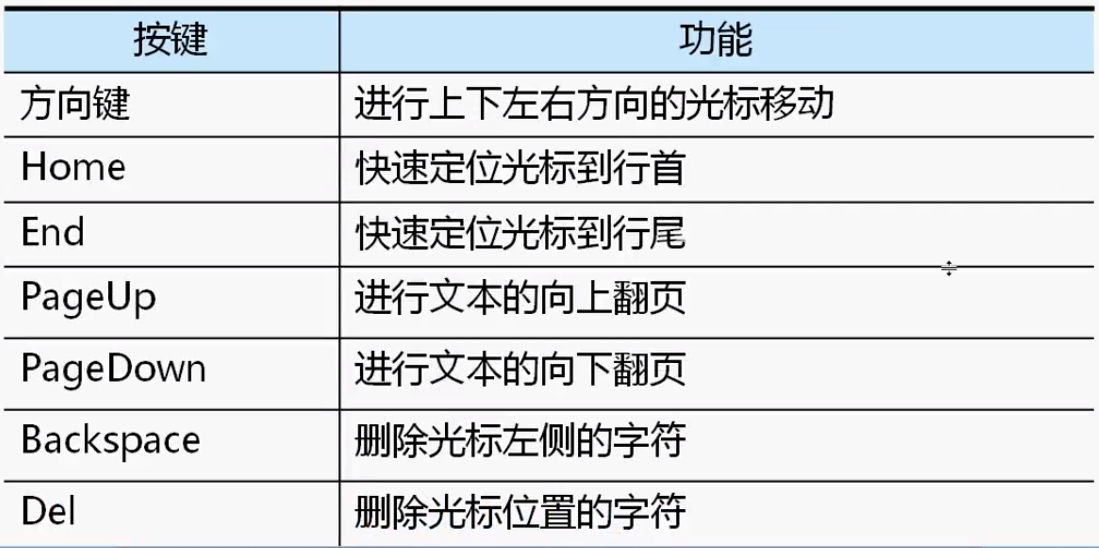 按键 功能
方向键 进行上下左右方向的光标移动
Home 快速定位光标到行首
End 快速定位光标到行尾
PageUp 进行文本的向上翻页
PageDown 进行文本的向下翻页
Backspace 删除光标左侧的字符
Del 删除光标位置的字符